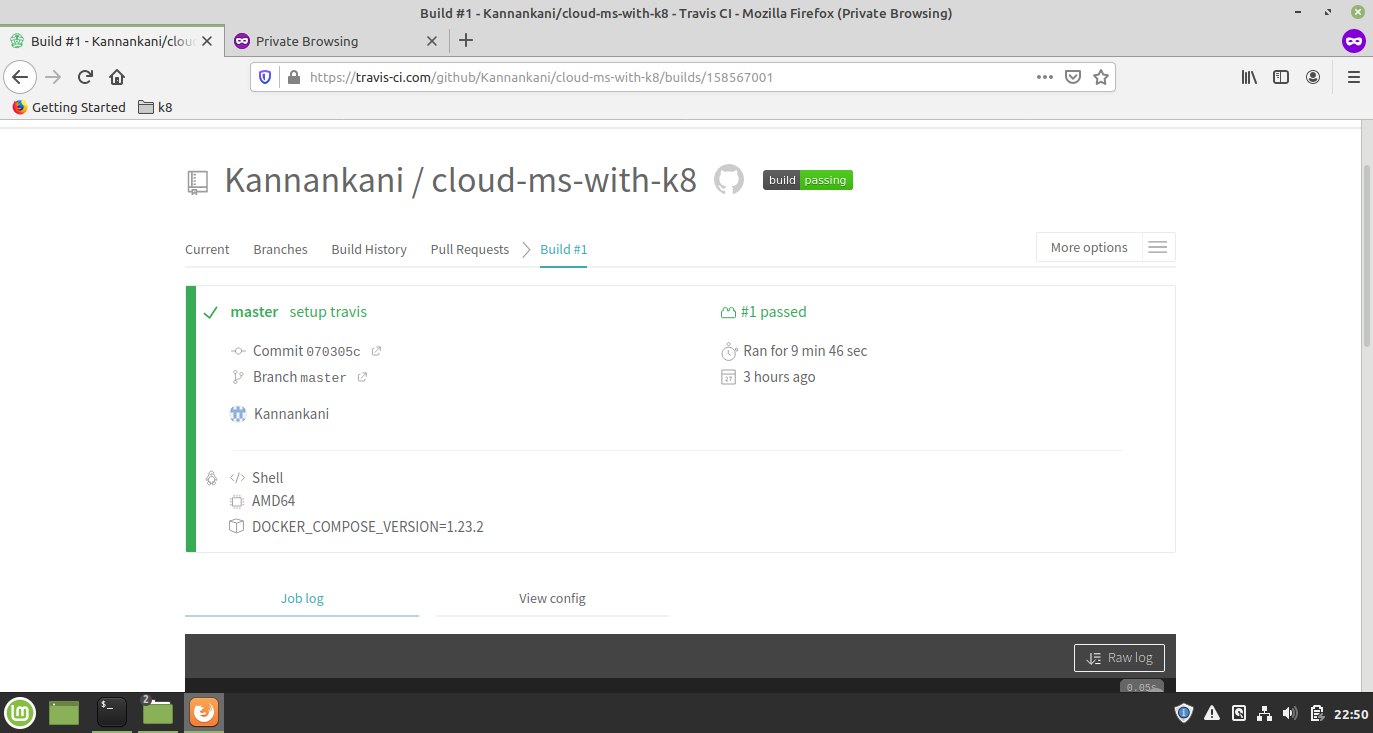 Build #1 - Kannankani/cloud-ms-with-k8 - Travis CI - Mozilla Firefox (Private Browsing)
Build #1 - Kannankani/clou
Private Browsing
https://travis-ci.com/github/Kannankani/cloud-ms-with-k8/builds/158567001
Getting Started
k8
Kannankani / cloud-ms-with-k8
build passing
Current
Branches
Build History
Pull Requests
Build #1
More options
master setup travis
#1 passed
Commit 070305c
Ran for 9 min 46 sec
Branch master
3 hours ago
Kannankani
</> Shell
AMD64
DOCKER_COMPOSE_VERSION=1.23.2
Job log
View config
Raw log
0.05s
$_
2
22:50